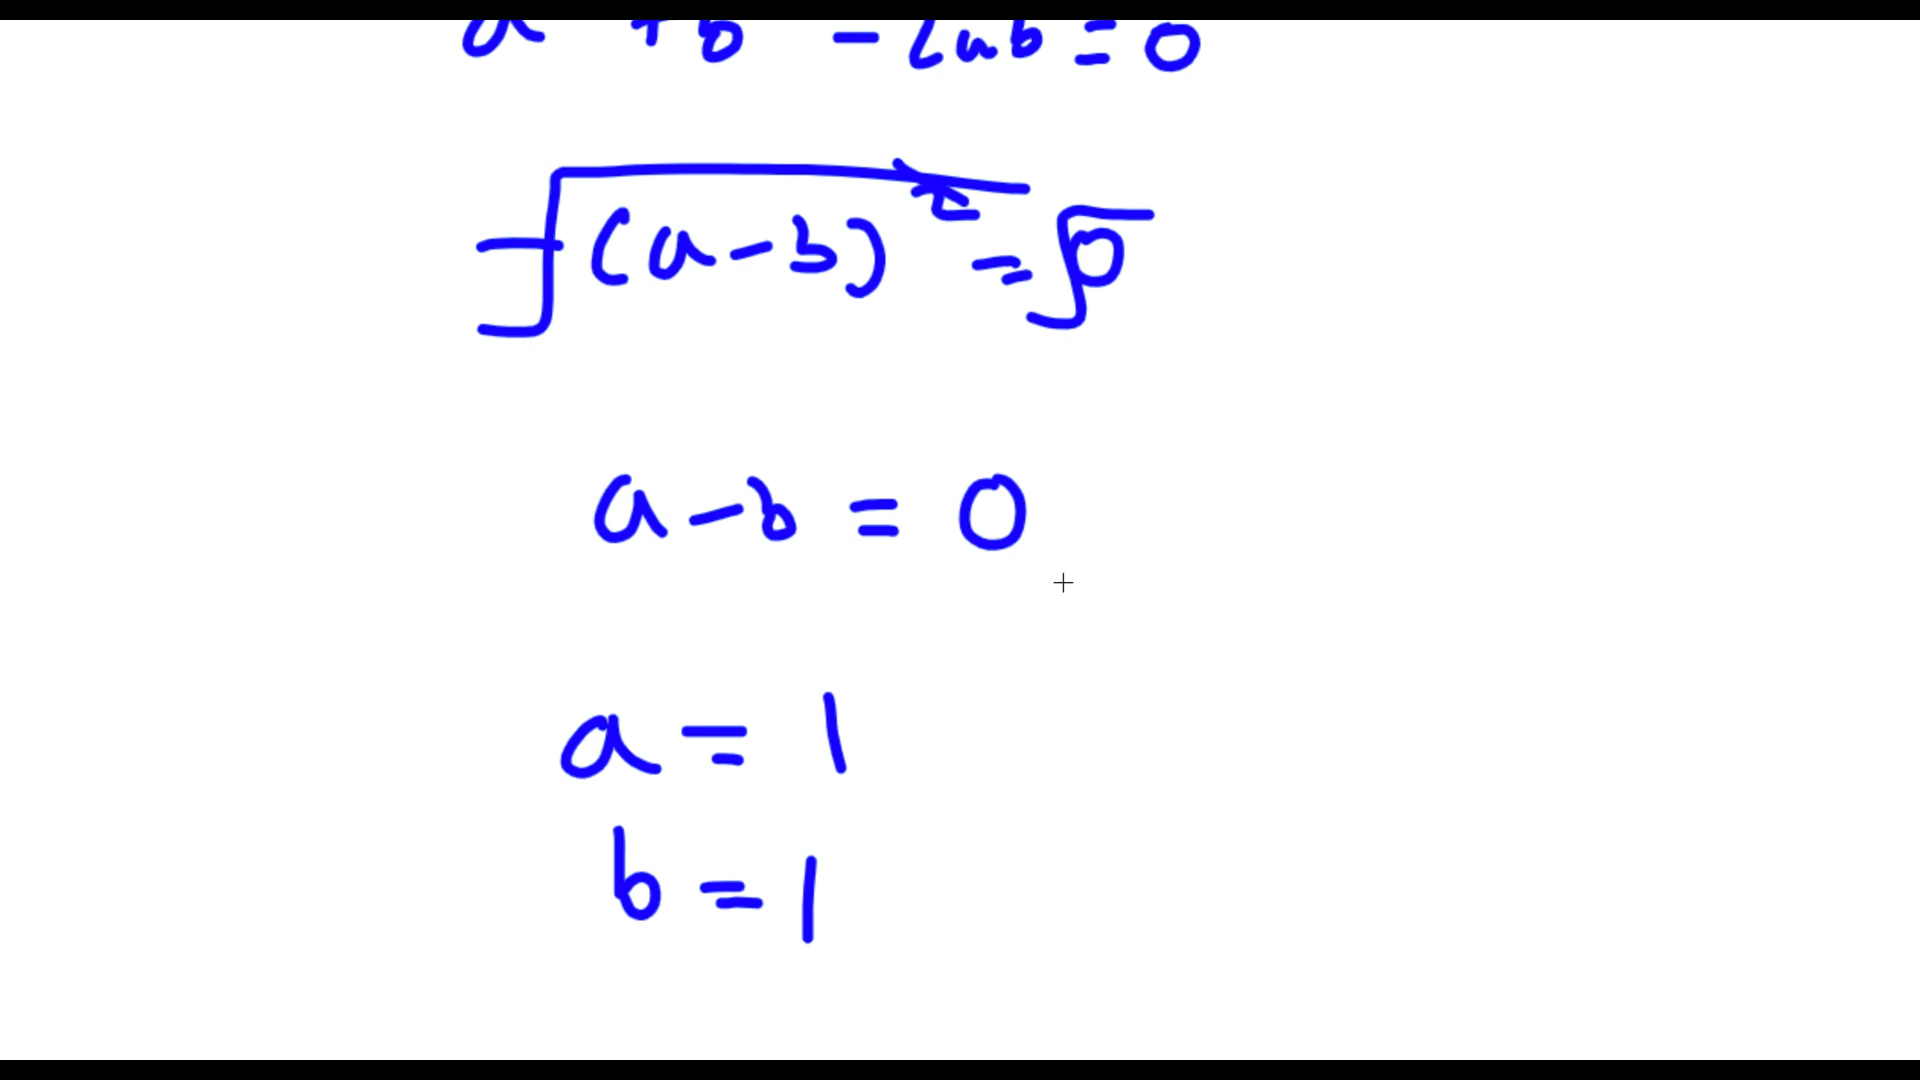 a + b - 2ab = 0
= √(a-b)² = √0
a-b = 0
a = 1
b = 1